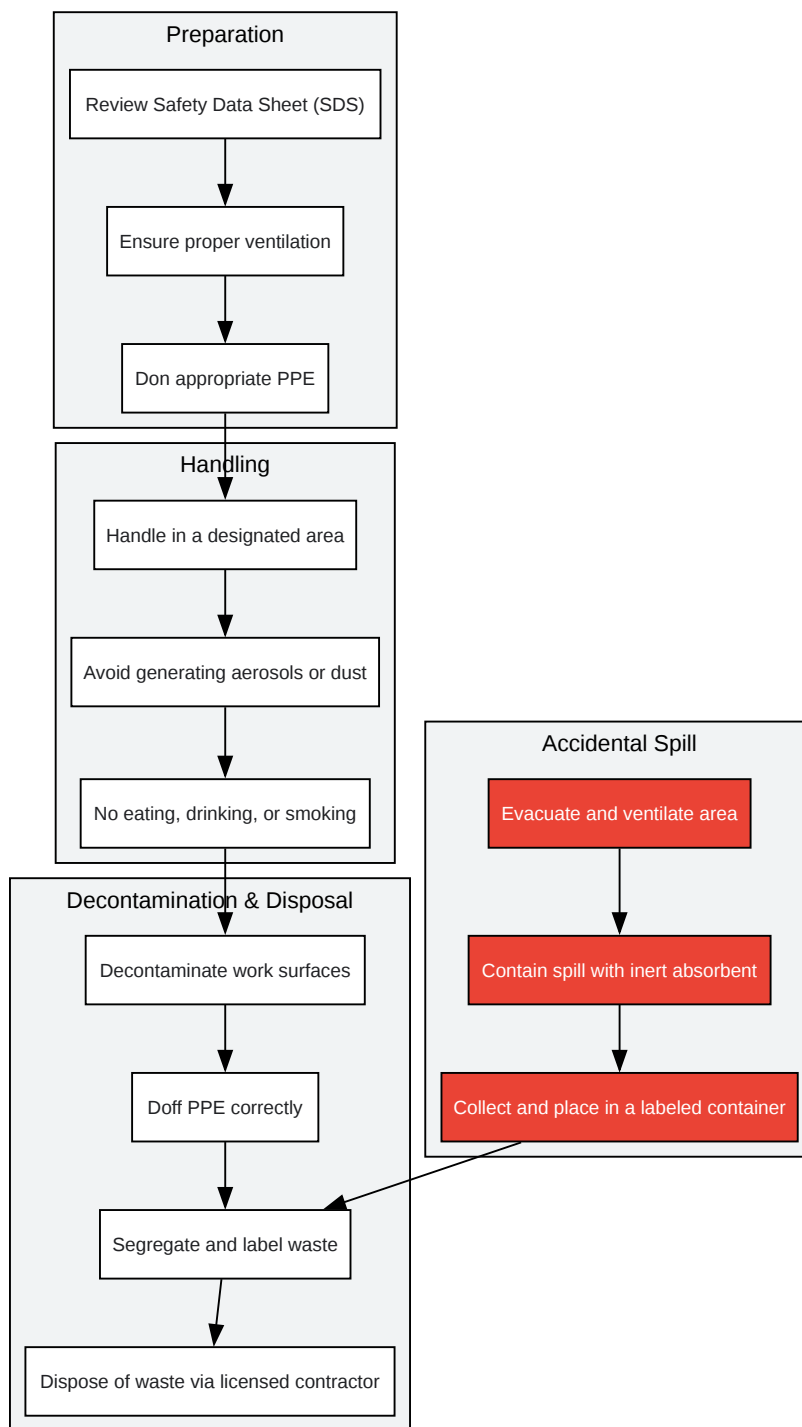 Preparation
Review Safety Data Sheet (SDS)
Ensure proper ventilation
Don appropriate PPE
Handling
Handle in a designated area
Avoid generating aerosols or dust
No eating, drinking, or smoking
Accidental Spill
Evacuate and ventilate area
Contain spill with inert absorbent
Collect and place in a labeled container
Decontamination & Disposal
Decontaminate work surfaces
Doff PPE correctly
Segregate and label waste
Dispose of waste via licensed contractor